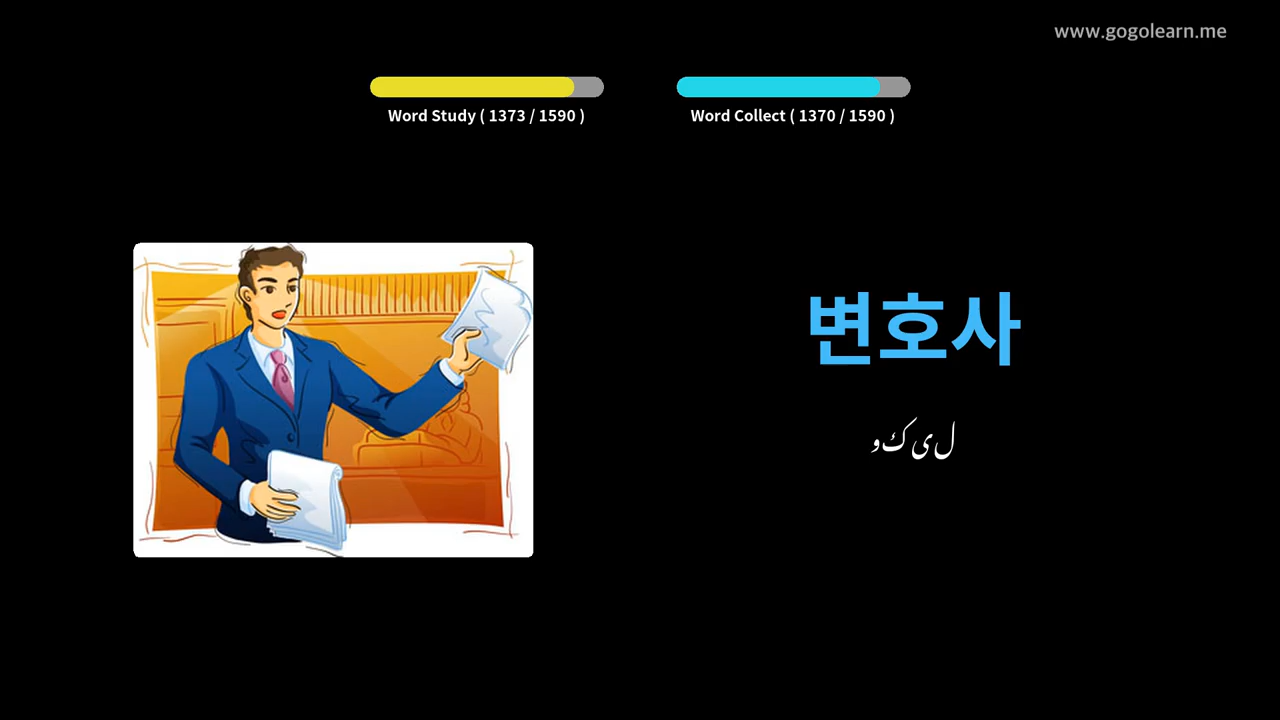 www.gogolearn.me
Word Study ( 1373 / 1590 )
Word Collect ( 1370 / 1590 )
변호사
وکیل